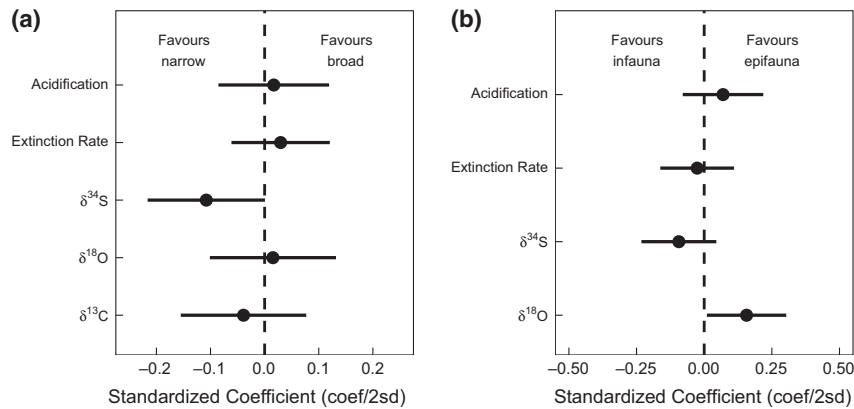 (a)
Favours
narrow
Favours
broad
Acidification
Extinction Rate
δ³⁴S
δ¹⁸O
δ¹³C
–0.2 –0.1 0.0 0.1 0.2
Standardized Coefficient (coef/2sd)
(b)
Favours
infauna
Favours
epifauna
Acidification
Extinction Rate
δ³⁴S
δ¹⁸O
–0.50 –0.25 0.00 0.25 0.50
Standardized Coefficient (coef/2sd)